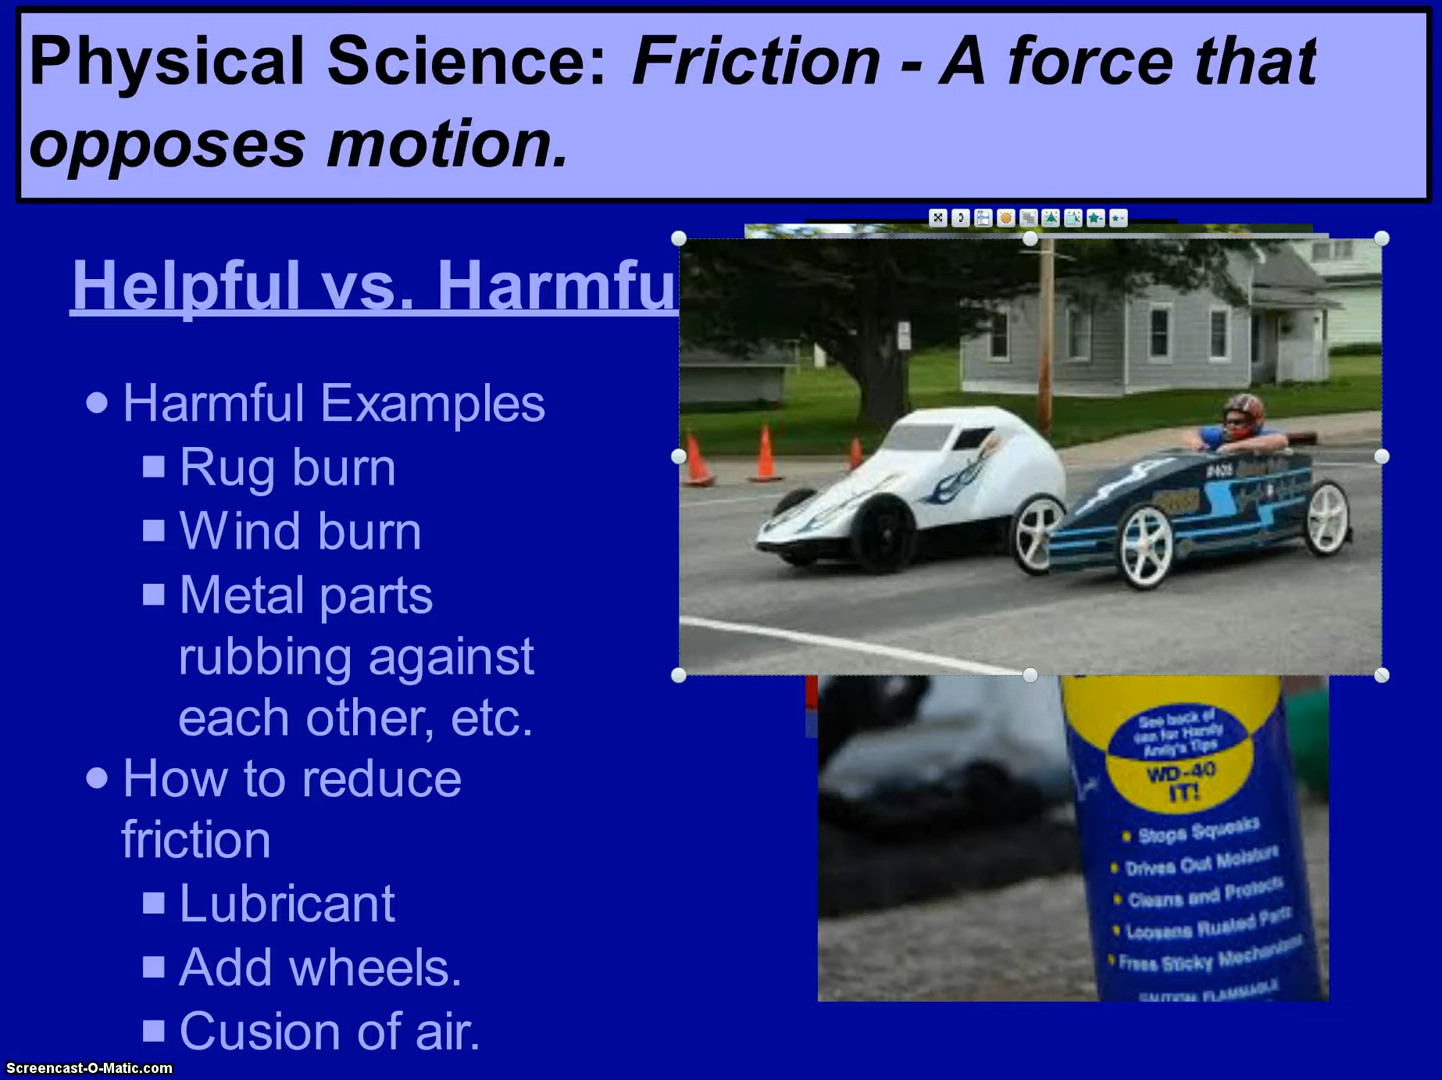 Physical Science: Friction - A force that
opposes motion.
Helpful vs. Harmfu
● Harmful Examples
■ Rug burn
■ Wind burn
■ Metal parts
rubbing against
each other, etc.
● How to reduce
friction
■ Lubricant
■ Add wheels.
■ Cusion of air.
#408
See back of
can for Handy
Andy's Tips
WD-40
IT!
• Stops Squeaks
• Drives Out Moisture
• Cleans and Protects
• Loosens Rusted Parts
• Frees Sticky Mechanisms
CAUTION: FLAMMABLE
Screencast-O-Matic.com